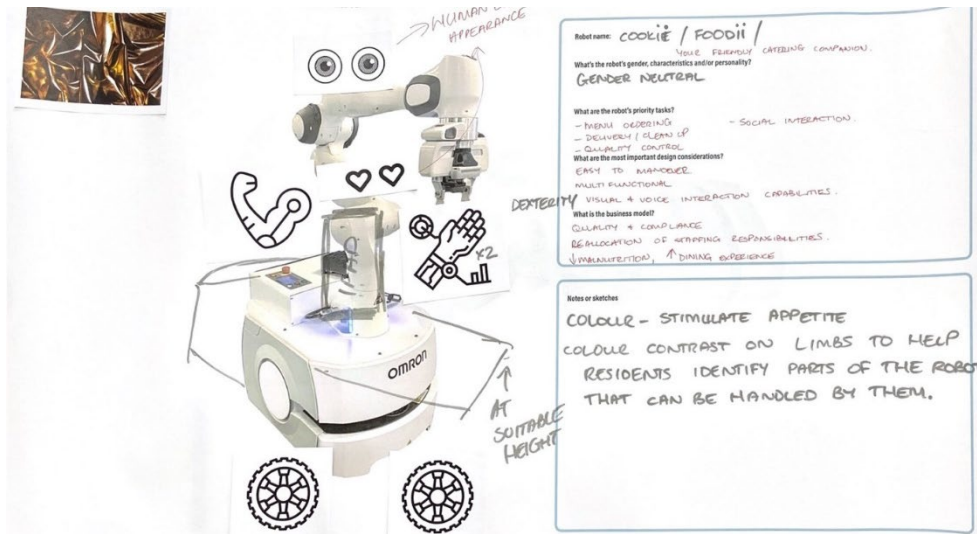 HUMAN
APPEARANCE
X2
DEXTERITY
iPAD
OMRON
AT
SUITABLE
HEIGHT
Robot name: COOKIË / FOODïï /
YOUR FRIENDLY CATERING COMPANION.
What's the robot's gender, characteristics and/or personality?
GENDER NEUTRAL
What are the robot's priority tasks?
- MENU ORDERING - SOCIAL INTERACTION.
- DELIVERY / CLEAN UP
- QUALITY CONTROL
What are the most important design considerations?
EASY TO MANOEVER
MULTI FUNCTIONAL
VISUAL + VOICE INTERACTION CAPABILITIES.
What is the business model?
QUALITY + COMPLIANCE
REALLOCATION OF STAFFING RESPONSIBILITIES.
↓MALNUTRITION, ↑DINING EXPERIENCE
Notes or sketches
COLOUR - STIMULATE APPETITE
COLOUR CONTRAST ON LIMBS TO HELP
RESIDENTS IDENTIFY PARTS OF THE ROBOT
THAT CAN BE HANDLED BY THEM.